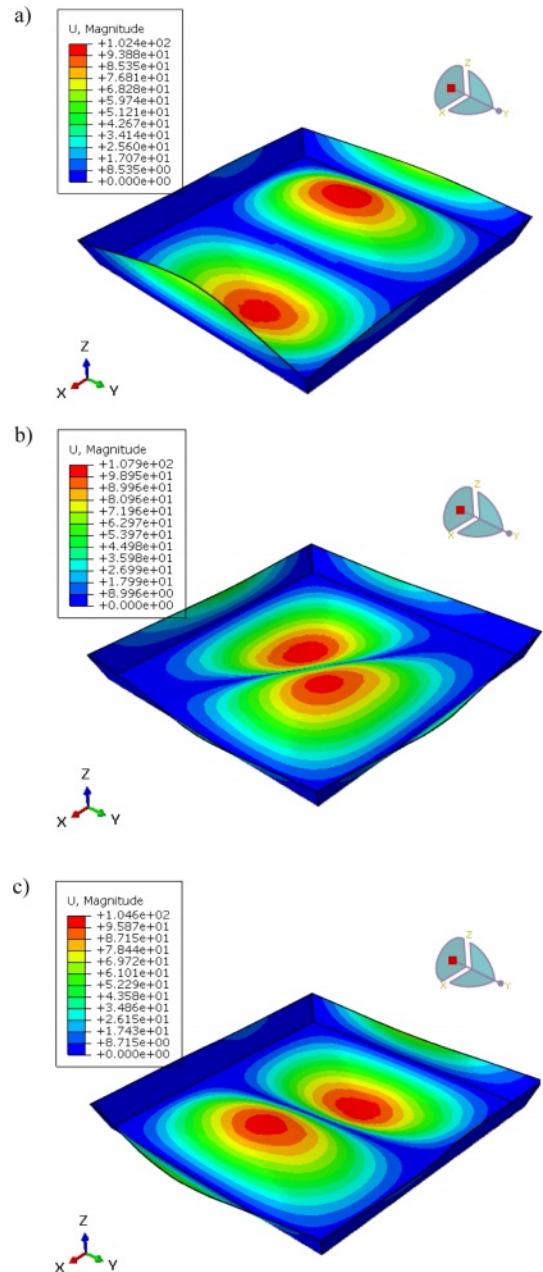 a)
U, Magnitude
+1.024e+02
+9.388e+01
+8.535e+01
+7.681e+01
+6.828e+01
+5.974e+01
+5.121e+01
+4.267e+01
+3.414e+01
+2.560e+01
+1.707e+01
+8.535e+00
+0.000e+00
Z
X
Y
Z
X
Y
b)
U, Magnitude
+1.079e+02
+9.895e+01
+8.996e+01
+8.096e+01
+7.196e+01
+6.297e+01
+5.397e+01
+4.498e+01
+3.598e+01
+2.699e+01
+1.799e+01
+8.996e+00
+0.000e+00
Z
X
Y
Z
X
Y
c)
U, Magnitude
+1.046e+02
+9.587e+01
+8.715e+01
+7.844e+01
+6.972e+01
+6.101e+01
+5.229e+01
+4.358e+01
+3.486e+01
+2.615e+01
+1.743e+01
+8.715e+00
+0.000e+00
Z
X
Y
Z
X
Y